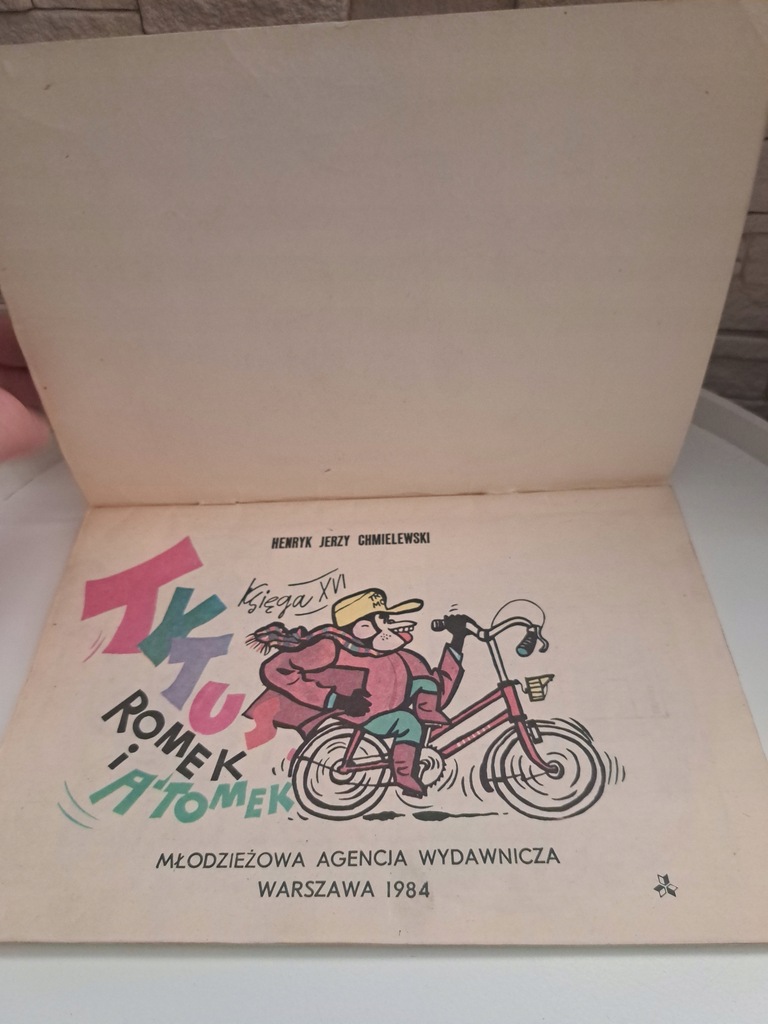 HENRYK JERZY CHMIELEWSKI
Księga XVI
TYTUS,
ROMEK
i A'TOMEK
MŁODZIEŻOWA AGENCJA WYDAWNICZA
WARSZAWA 1984